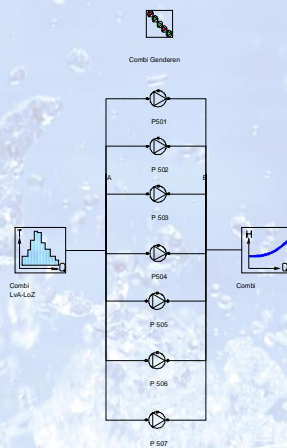 Combi Genderen
P501
A
P 502
B
P 503
T
Q
Combi
LvA-LoZ
P504
H
Q
Combi
P 505
P 506
P 507